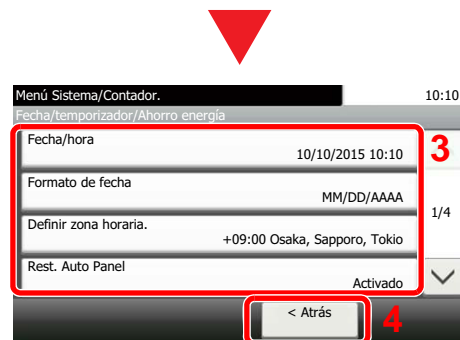 Menú Sistema/Contador.
10:10
Fecha/temporizador/Ahorro energía
Fecha/hora
10/10/2015 10:10
3
Formato de fecha
MM/DD/AAAA
1/4
Definir zona horaria.
+09:00 Osaka, Sapporo, Tokio
Rest. Auto Panel
Activado
< Atrás
4